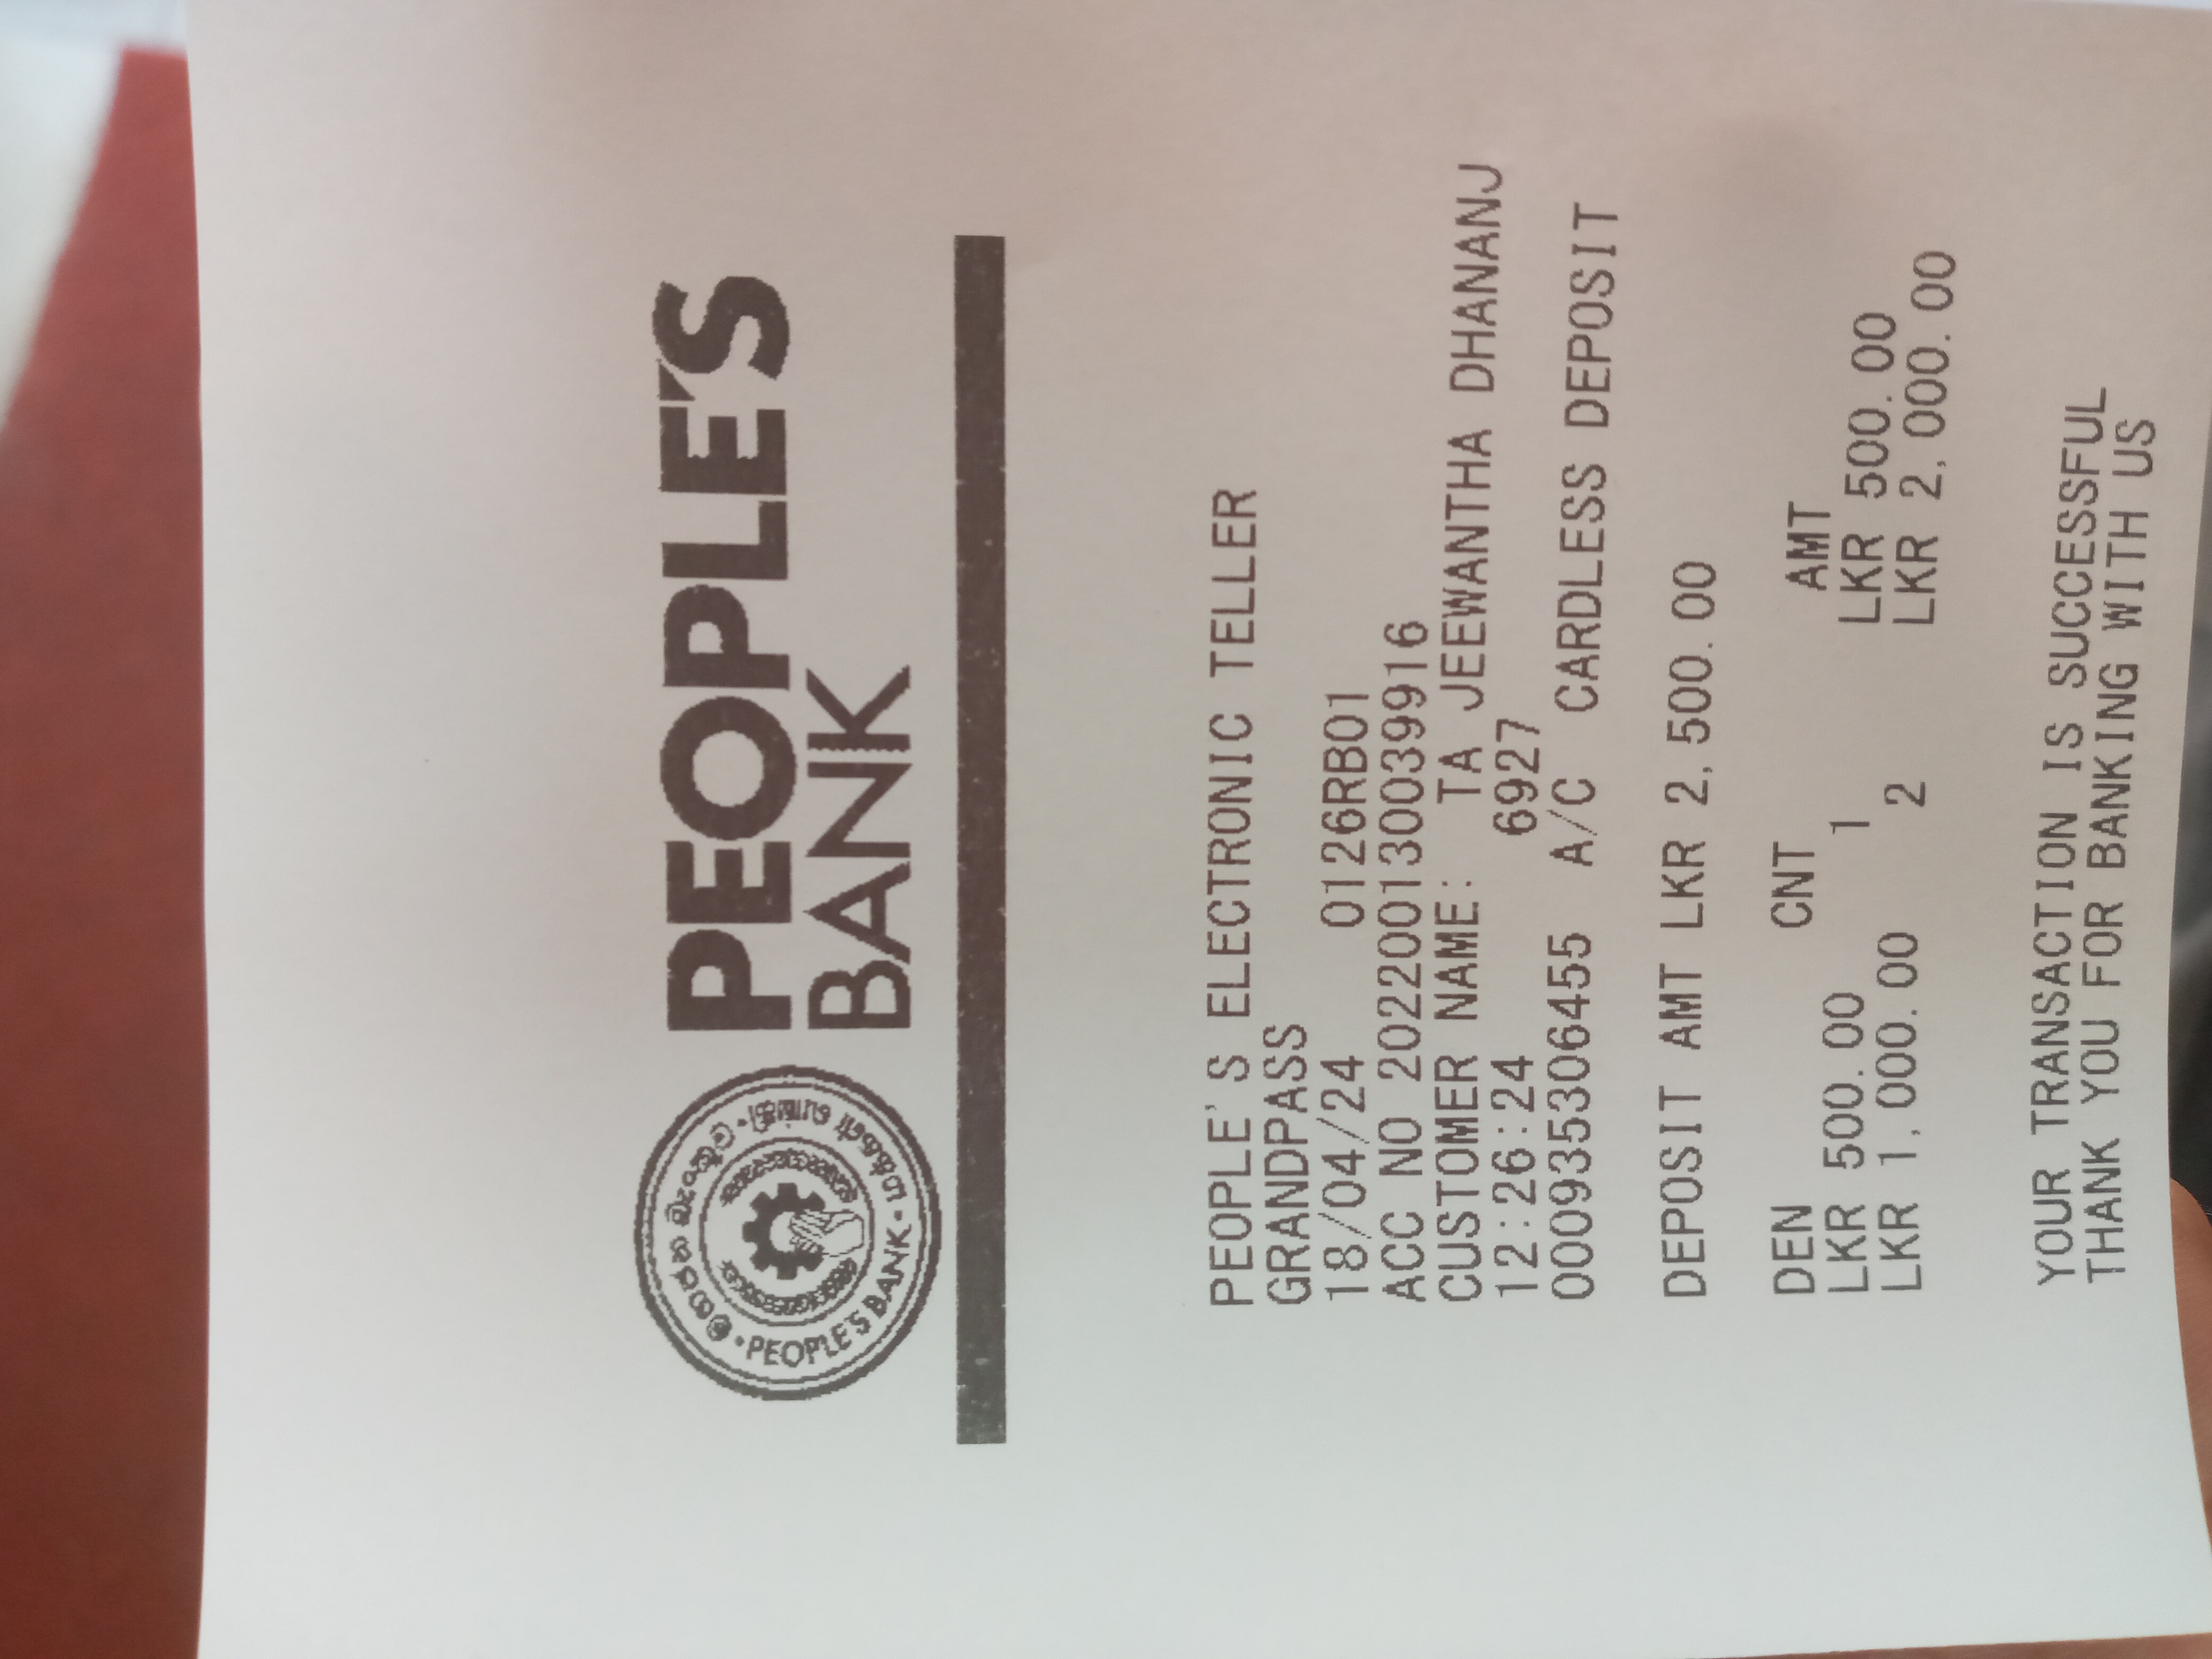 PEOPLE'S
BANK
PEOPLE'S BANK
PEOPLE'S ELECTRONIC TELLER
GRANDPASS
18/04/24 0126RB01
ACC NO 202200130039916
CUSTOMER NAME: TA JEEWANTHA DHANANJ
12:26:24 6927
000935306455 A/C CARDLESS DEPOSIT
DEPOSIT AMT LKR 2,500.00
DEN CNT AMT
LKR 500.00 1 LKR 500.00
LKR 1,000.00 2 LKR 2,000.00
YOUR TRANSACTION IS SUCCESSFUL
THANK YOU FOR BANKING WITH US